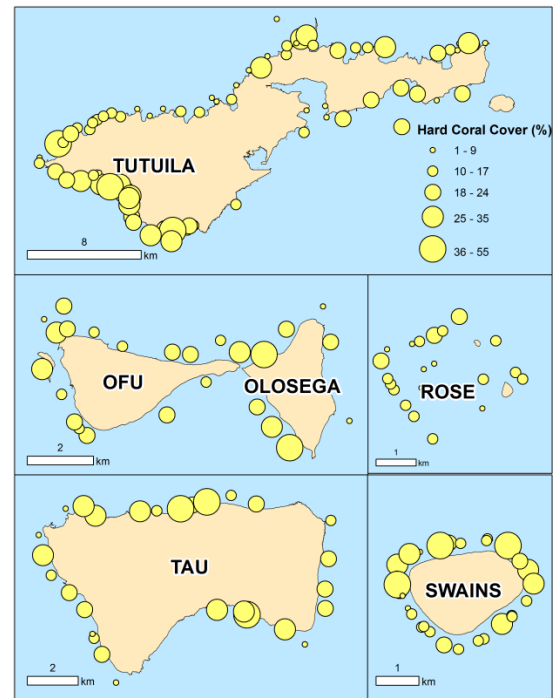 Hard Coral Cover (%)
1 - 9
10 - 17
18 - 24
25 - 35
36 - 55
TUTUILA
8
km
OFU
OLOSEGA
2
km
ROSE
1
km
TAU
2
km
SWAINS
1
km